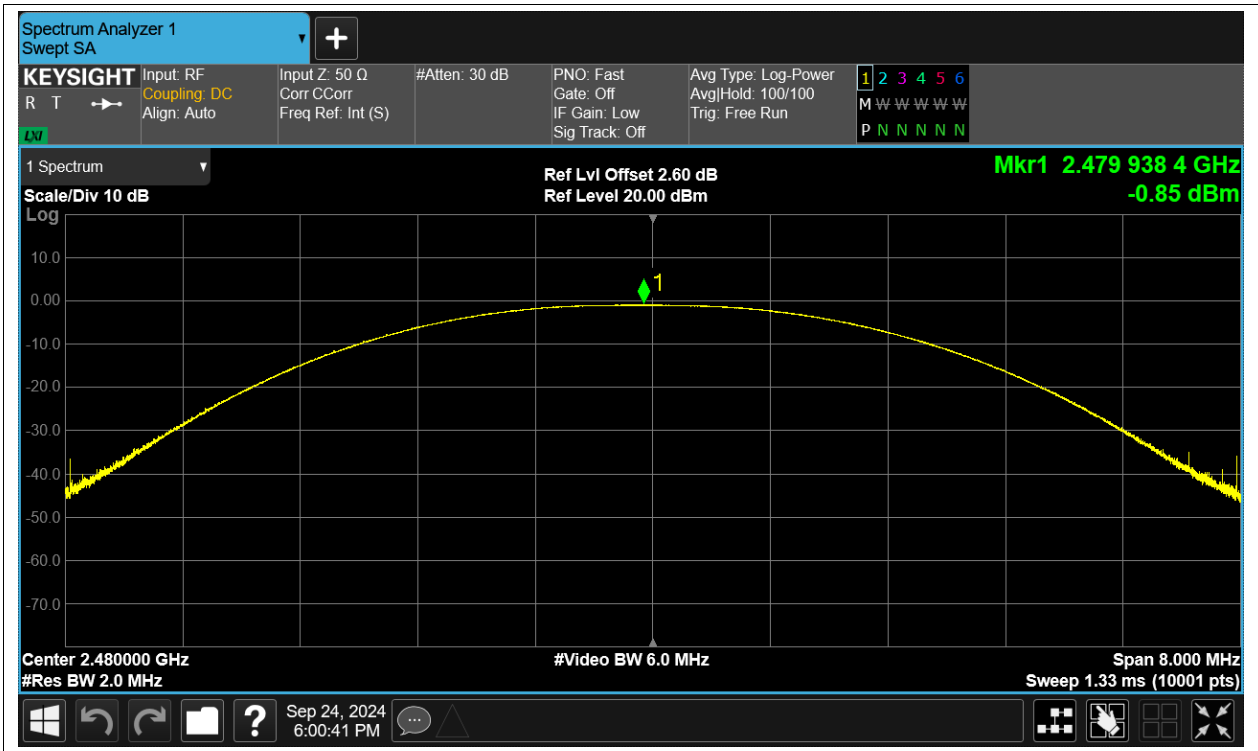 Spectrum Analyzer 1
Swept SA
KEYSIGHT
R T
LXI
Input: RF
Coupling: DC
Align: Auto
Input Z: 50 Ω
Corr CCorr
Freq Ref: Int (S)
#Atten: 30 dB
PNO: Fast
Gate: Off
IF Gain: Low
Sig Track: Off
Avg Type: Log-Power
Avg|Hold: 100/100
Trig: Free Run
1 2 3 4 5 6
M W W W W W
P N N N N N
1 Spectrum
Scale/Div 10 dB
Log
Ref Lvl Offset 2.60 dB
Ref Level 20.00 dBm
Mkr1 2.479 938 4 GHz
-0.85 dBm
10.0
0.00
-10.0
-20.0
-30.0
-40.0
-50.0
-60.0
-70.0
1
Center 2.480000 GHz
#Res BW 2.0 MHz
#Video BW 6.0 MHz
Span 8.000 MHz
Sweep 1.33 ms (10001 pts)
?
Sep 24, 2024
6:00:41 PM